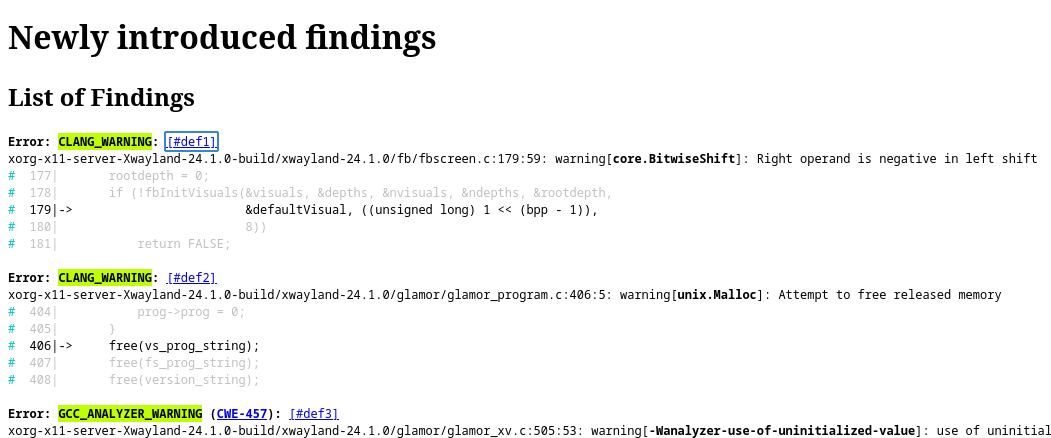 Newly introduced findings
List of Findings
Error: CLANG_WARNING: [#def1]
xorg-x11-server-Xwayland-24.1.0-build/xwayland-24.1.0/fb/fbscreen.c:179:59: warning[core.BitwiseShift]: Right operand is negative in left shift
#  177|       rootdepth = 0;
#  178|       if (!fbInitVisuals(&visuals, &depths, &nvisuals, &ndepths, &rootdepth,
#  179|->                        &defaultVisual, ((unsigned long) 1 << (bpp - 1)),
#  180|                          8))
#  181|           return FALSE;
Error: CLANG_WARNING: [#def2]
xorg-x11-server-Xwayland-24.1.0-build/xwayland-24.1.0/glamor/glamor_program.c:406:5: warning[unix.Malloc]: Attempt to free released memory
#  404|           prog->prog = 0;
#  405|       }
#  406|->     free(vs_prog_string);
#  407|       free(fs_prog_string);
#  408|       free(version_string);
Error: GCC_ANALYZER_WARNING (CWE-457): [#def3]
xorg-x11-server-Xwayland-24.1.0-build/xwayland-24.1.0/glamor/glamor_xv.c:505:53: warning[-Wanalyzer-use-of-uninitialized-value]: use of uninitial